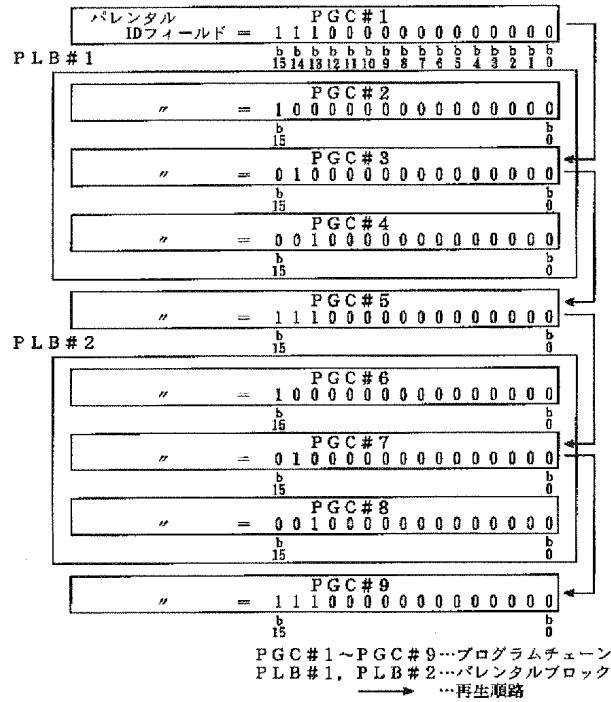 PGC#1
パレンタル
IDフィールド = 1 1 1 0 0 0 0 0 0 0 0 0 0 0 0 0
b b b b b b b b b b b b b b b b
15 14 13 12 11 10 9 8 7 6 5 4 3 2 1 0
PLB#1
PGC#2
〃 = 1 0 0 0 0 0 0 0 0 0 0 0 0 0 0 0
b b
15 0
PGC#3
〃 = 0 1 0 0 0 0 0 0 0 0 0 0 0 0 0 0
b b
15 0
PGC#4
〃 = 0 0 1 0 0 0 0 0 0 0 0 0 0 0 0 0
b b
15 0
PGC#5
〃 = 1 1 1 0 0 0 0 0 0 0 0 0 0 0 0 0
b b
15 0
PLB#2
PGC#6
〃 = 1 0 0 0 0 0 0 0 0 0 0 0 0 0 0 0
b b
15 0
PGC#7
〃 = 0 1 0 0 0 0 0 0 0 0 0 0 0 0 0 0
b b
15 0
PGC#8
〃 = 0 0 1 0 0 0 0 0 0 0 0 0 0 0 0 0
b b
15 0
PGC#9
〃 = 1 1 1 0 0 0 0 0 0 0 0 0 0 0 0 0
b b
15 0
PGC#1~PGC#9…プログラムチェーン
PLB#1, PLB#2…パレンタルブロック
→ …再生順路